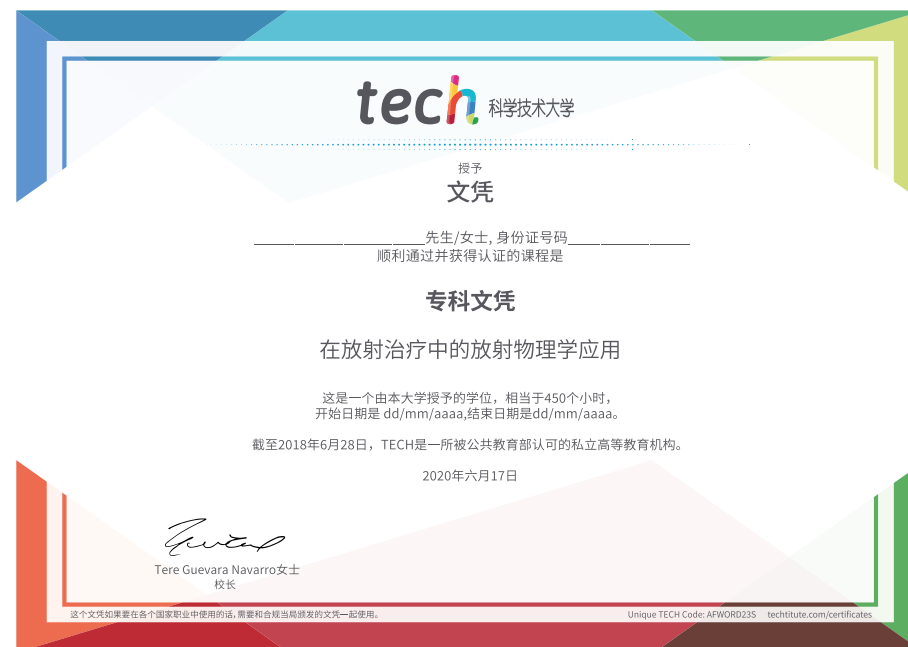 tech 科学技术大学
授予
文凭
____________________先生/女士, 身份证号码______________
顺利通过并获得认证的课程是
专科文凭
在放射治疗中的放射物理学应用
这是一个由本大学授予的学位，相当于450个小时，
开始日期是 dd/mm/aaaa,结束日期是dd/mm/aaaa。
截至2018年6月28日，TECH是一所被公共教育部认可的私立高等教育机构。
2020年六月17日
Tere Guevara Navarro女士
校长
这个文凭如果要在各个国家职业中使用的话,需要和合规当局颁发的文凭一起使用。
Unique TECH Code: AFWORD23S techtitute.com/certificates